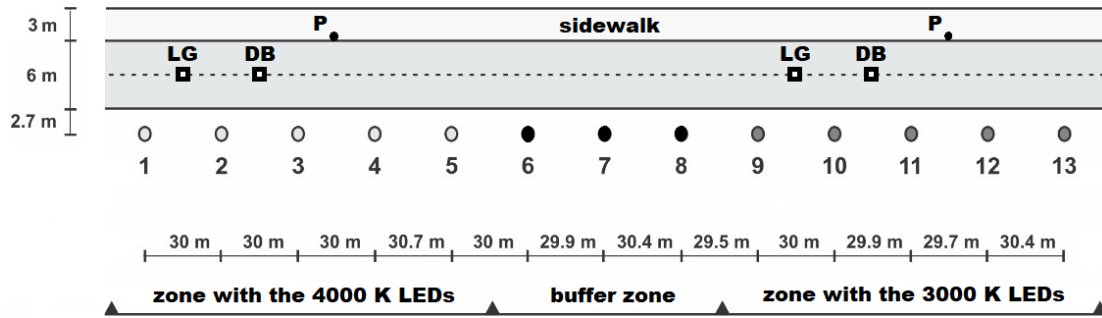 3 m
P
sidewalk
P
LG
DB
LG
DB
6 m
2.7 m
1 2 3 4 5 6 7 8 9 10 11 12 13
30 m 30 m 30 m 30.7 m 30 m 29.9 m 30.4 m 29.5 m 30 m 29.9 m 29.7 m 30.4 m
zone with the 4000 K LEDs
buffer zone
zone with the 3000 K LEDs